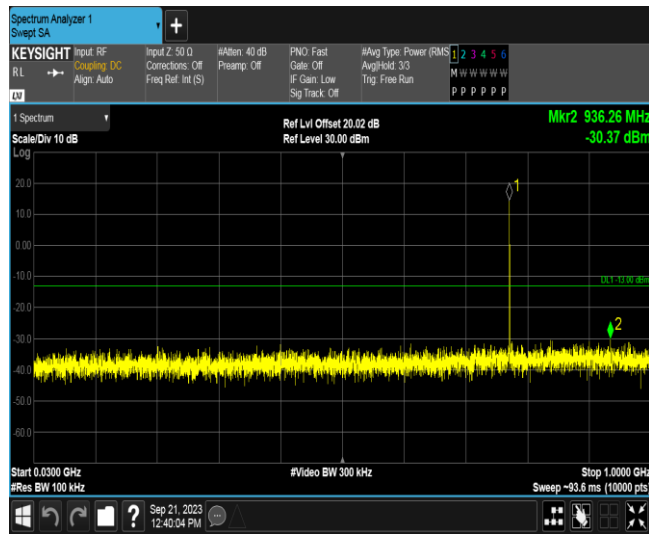 Spectrum Analyzer 1
Swept SA
+
KEYSIGHT
RL
LXI
Input: RF
Coupling: DC
Align: Auto
Input Z: 50 Ω
Corrections: Off
Freq Ref: Int (S)
#Atten: 40 dB
Preamp: Off
PNO: Fast
Gate: Off
IF Gain: Low
Sig Track: Off
#Avg Type: Power (RMS
Avg|Hold: 3/3
Trig: Free Run
1 2 3 4 5 6
M W W W W W
P P P P P P
1 Spectrum
Scale/Div 10 dB
Ref Lvl Offset 20.02 dB
Ref Level 30.00 dBm
Mkr2 936.26 MHz
-30.37 dBm
Log
20.0
10.0
0.00
-10.0
-20.0
-30.0
-40.0
-50.0
-60.0
1
DL1 -13.00 dBm
2
Start 0.0300 GHz
#Res BW 100 kHz
#Video BW 300 kHz
Stop 1.0000 GHz
Sweep ~93.6 ms (10000 pts)
?
Sep 21, 2023
12:40:04 PM